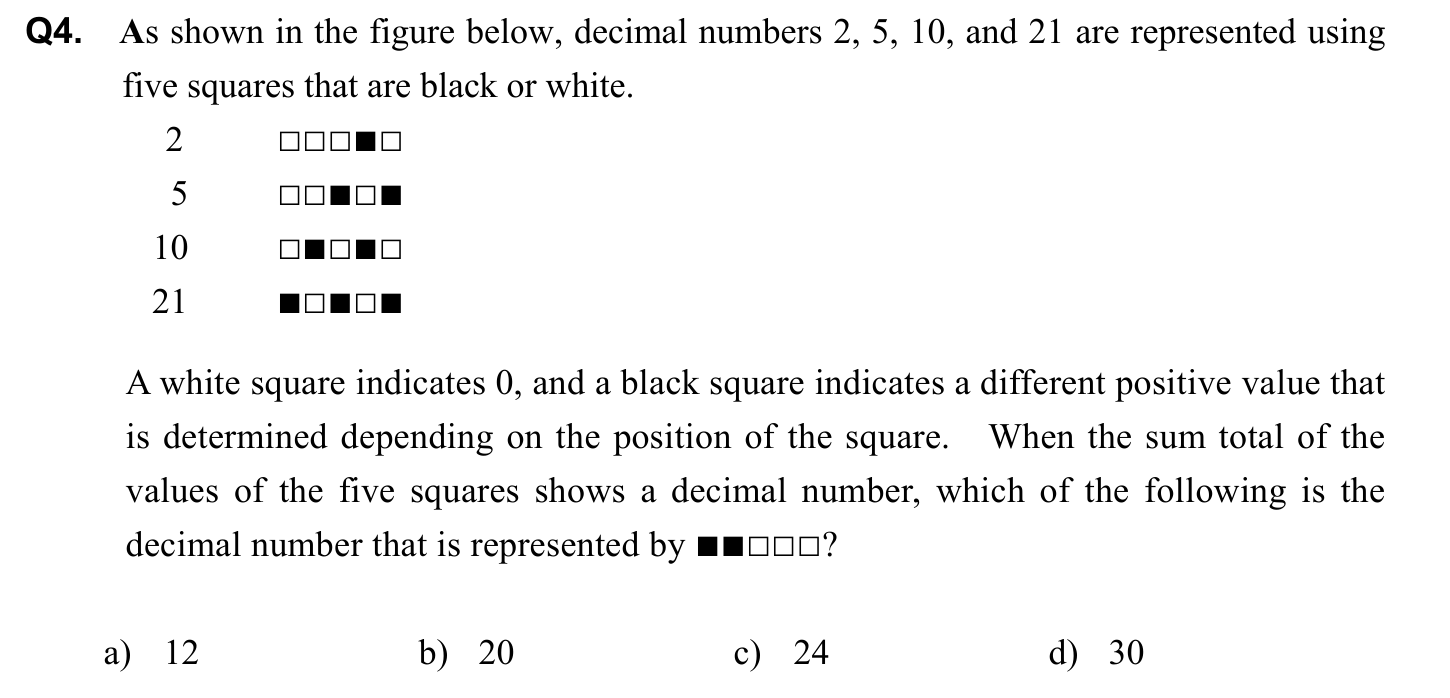 Q4. As shown in the figure below, decimal numbers 2, 5, 10, and 21 are represented using
five squares that are black or white.
2 □□□■□
5 □□■□■
10 □■□■□
21 ■□■□■
A white square indicates 0, and a black square indicates a different positive value that
is determined depending on the position of the square. When the sum total of the
values of the five squares shows a decimal number, which of the following is the
decimal number that is represented by ■■□□□?
a) 12 b) 20 c) 24 d) 30